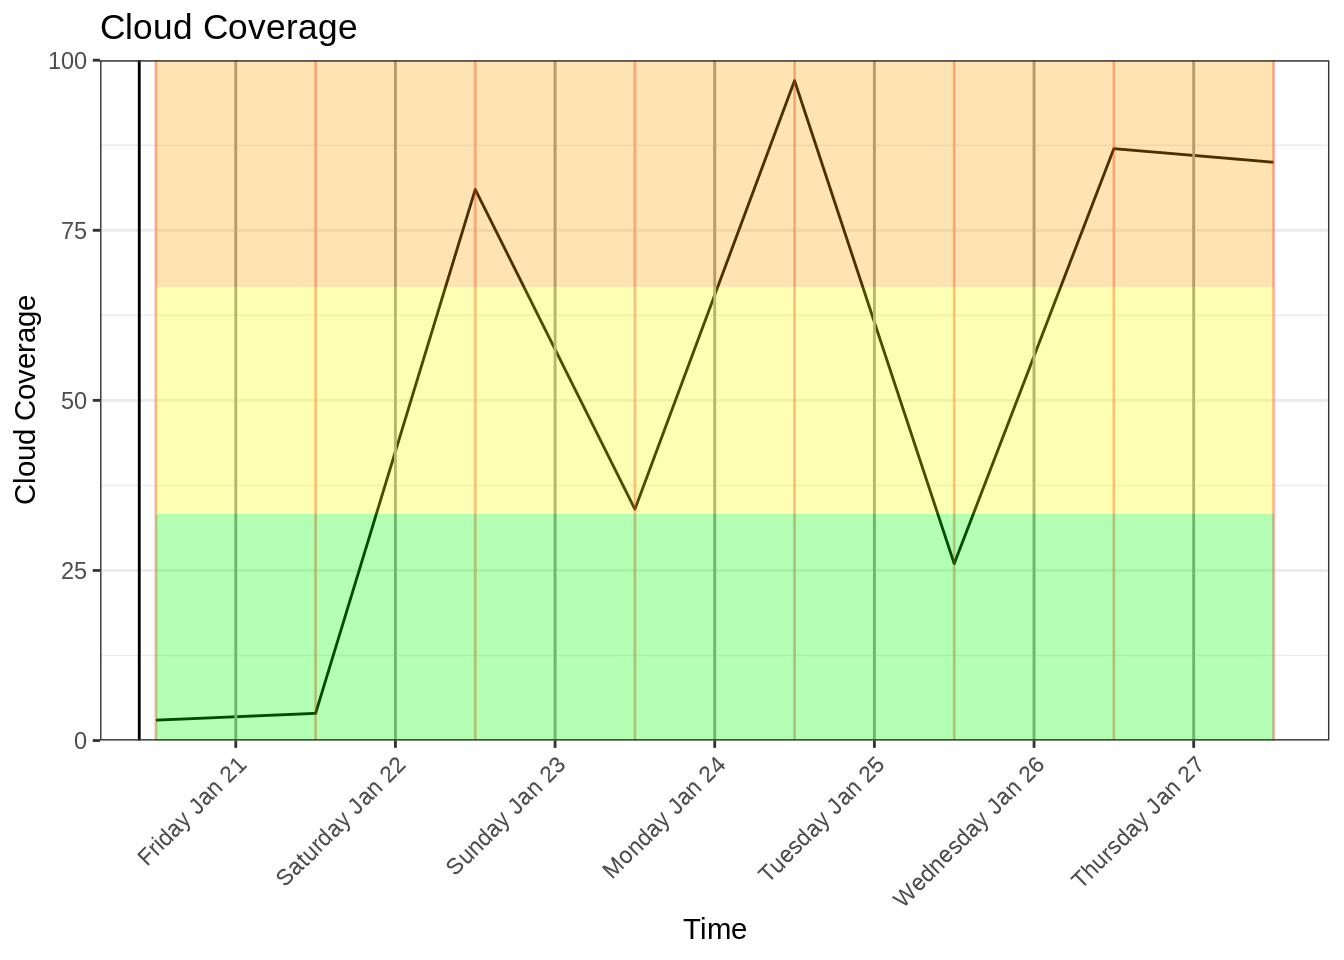 Cloud Coverage
100
75
50
25
0
Cloud Coverage
Friday Jan 21
Saturday Jan 22
Sunday Jan 23
Monday Jan 24
Tuesday Jan 25
Wednesday Jan 26
Thursday Jan 27
Time